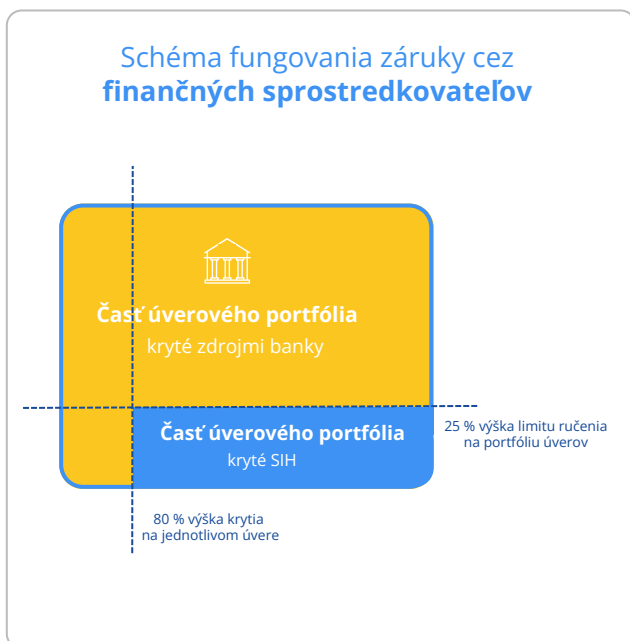 Schéma fungovania záruky cez
finančných sprostredkovateľov
Časť úverového portfólia
kryté zdrojmi banky
Časť úverového portfólia
kryté SIH
25 % výška limitu ručenia
na portfóliu úverov
80 % výška krytia
na jednotlivom úvere